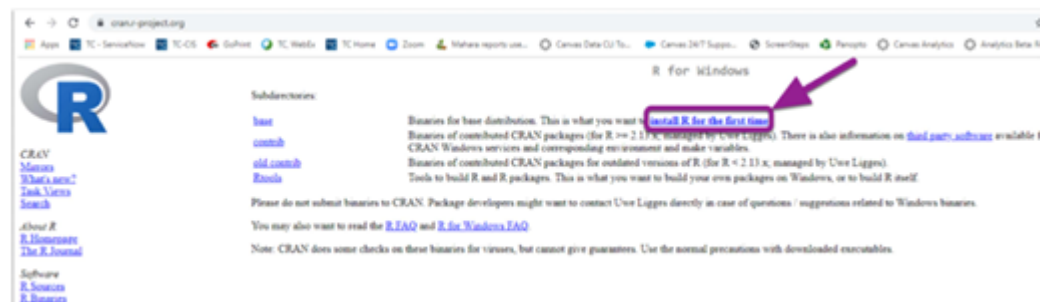 cran.r-project.org
Apps TC - ServiceNow TC-OS GoPrint TC, WebEx TC Home Zoom Mahara reports use... Canvas Data CLI To... Canvas 24/7 Suppo... ScreenSteps Panopto Canvas Analytics Analytics Beta
R for Windows
R
Subdirectories:
base Binaries for base distribution. This is what you want to install R for the first time
contrib Binaries of contributed CRAN packages (for R >= 2.13.x; managed by Uwe Ligges). There is also information on third party software available
CRAN Windows services and corresponding environment and make variables.
old contrib Binaries of contributed CRAN packages for outdated versions of R (for R < 2.13.x; managed by Uwe Ligges).
Rtools Tools to build R and R packages. This is what you want to build your own packages on Windows, or to build R itself.
Please do not submit binaries to CRAN. Package developers might want to contact Uwe Ligges directly in case of questions / suggestions related to Windows binaries.
You may also want to read the R FAQ and R for Windows FAQ.
Note: CRAN does some checks on these binaries for viruses, but cannot give guarantees. Use the normal precautions with downloaded executables.
CRAN
Mirrors
What's new?
Task Views
Search
About R
R Homepage
The R Journal
Software
R Sources
R Binaries